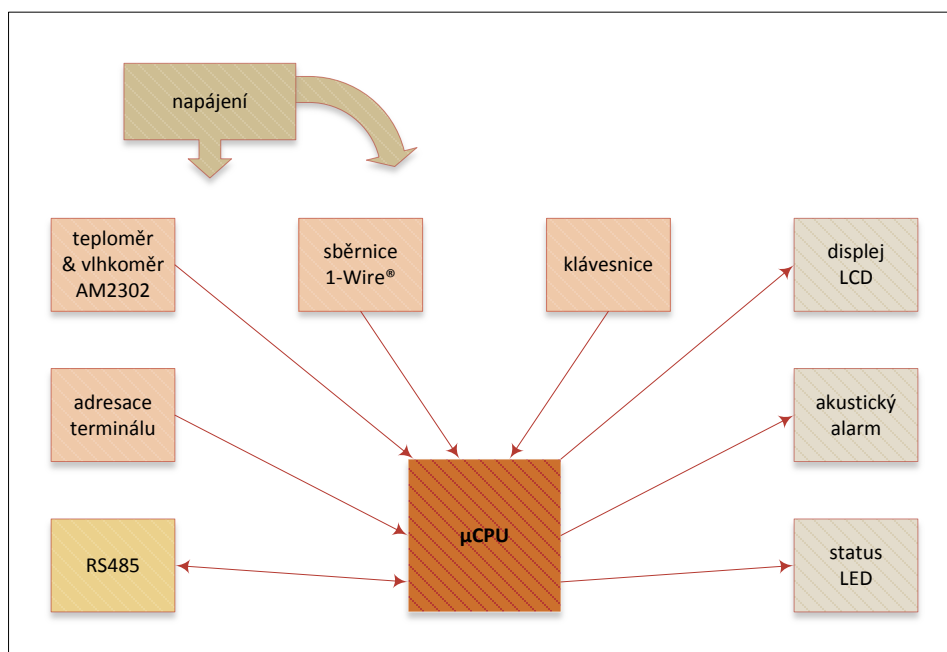 napájení
teploměr
& vlhkoměr
AM2302
sběrnice
1-Wire®
klávesnice
displej
LCD
adresace
terminálu
akustický
alarm
µCPU
RS485
status
LED